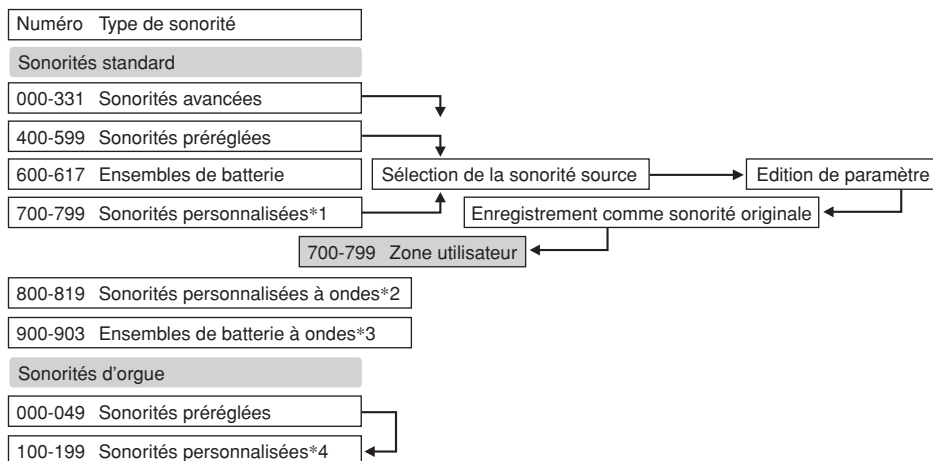 Numéro Type de sonorité
Sonorités standard
000-331 Sonorités avancées
400-599 Sonorités préréglées
600-617 Ensembles de batterie
Sélection de la sonorité source
Edition de paramètre
700-799 Sonorités personnalisées*1
Enregistrement comme sonorité originale
700-799 Zone utilisateur
800-819 Sonorités personnalisées à ondes*2
900-903 Ensembles de batterie à ondes*3
Sonorités d'orgue
000-049 Sonorités préréglées
100-199 Sonorités personnalisées*4